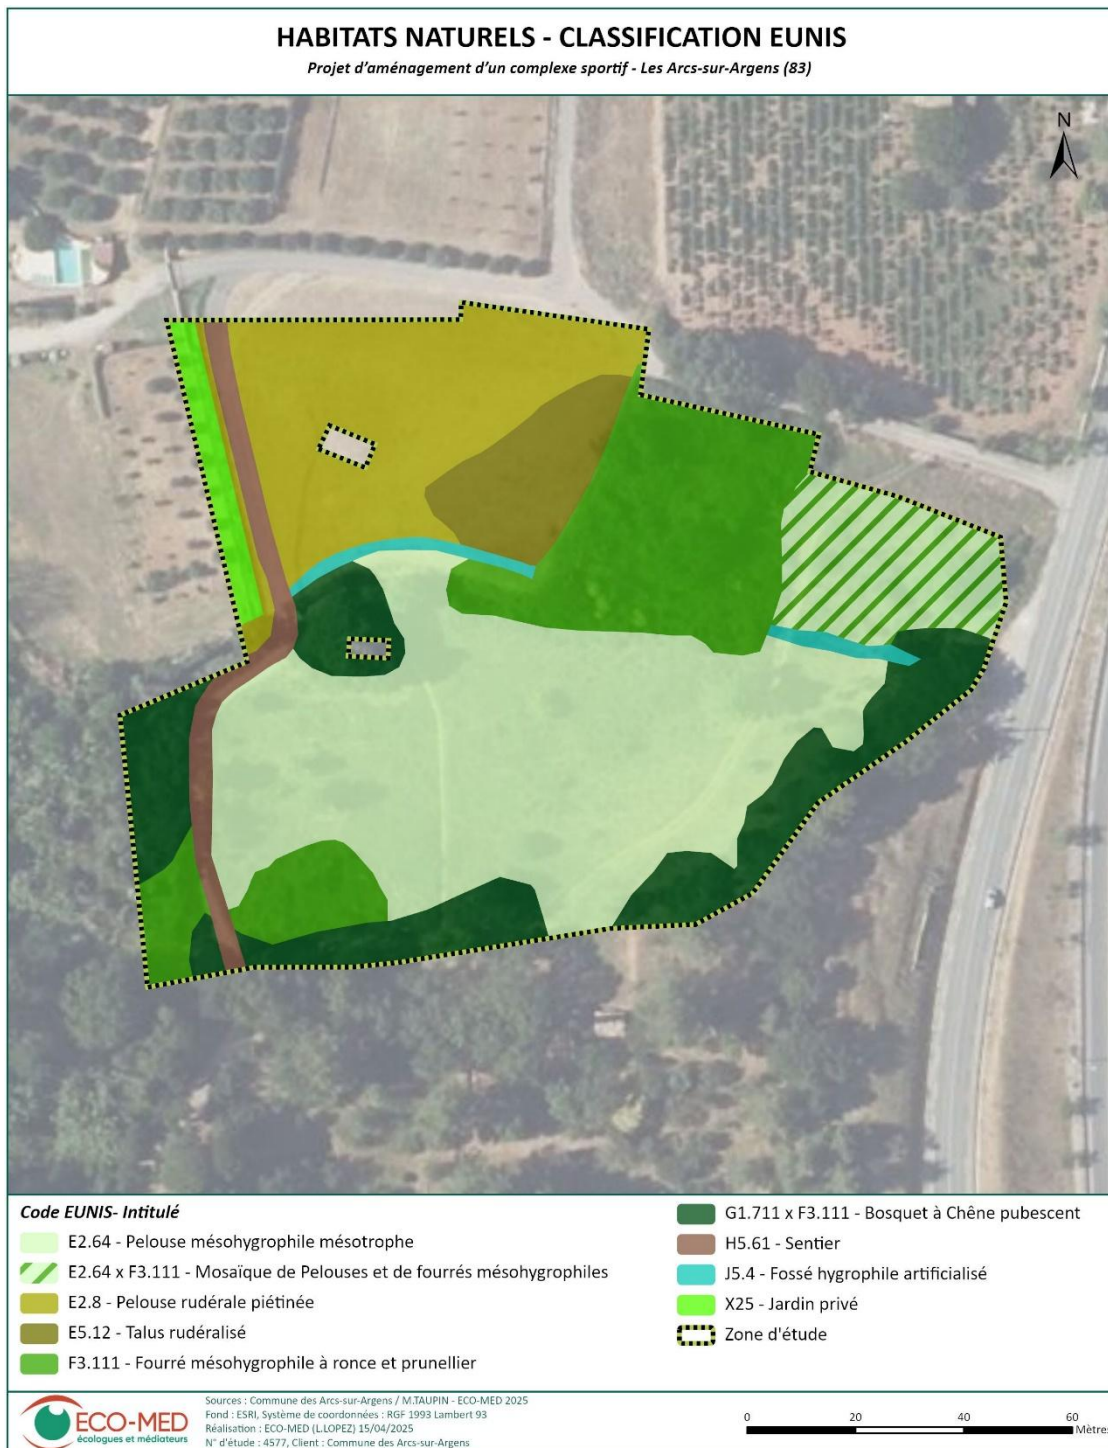 HABITATS NATURELS - CLASSIFICATION EUNIS
Projet d'aménagement d'un complexe sportif - Les Arcs-sur-Argens (83)
N
Code EUNIS- Intitulé
E2.64 - Pelouse mésohygrophile mésotrophe
E2.64 x F3.111 - Mosaïque de Pelouses et de fourrés mésohygrophiles
E2.8 - Pelouse rudérale piétinée
E5.12 - Talus rudéralisé
F3.111 - Fourré mésohygrophile à ronce et prunellier
G1.711 x F3.111 - Bosquet à Chêne pubescent
H5.61 - Sentier
J5.4 - Fossé hygrophile artificialisé
X25 - Jardin privé
Zone d'étude
ECO-MED
écologues et médiateurs
Sources : Commune des Arcs-sur-Argens / M.TAUPIN - ECO-MED 2025
Fond : ESRI, Système de coordonnées : RGF 1993 Lambert 93
Réalisation : ECO-MED (L.LOPEZ) 15/04/2025
N° d'étude : 4577, Client : Commune des Arcs-sur-Argens
0 20 40 60
Mètres